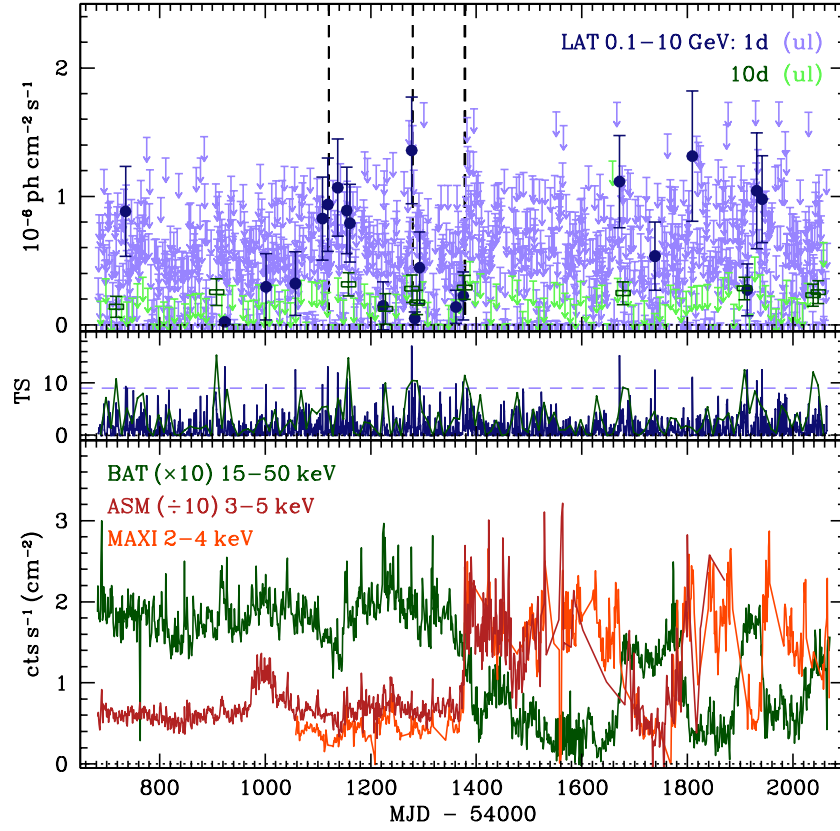 LAT 0.1−10 GeV: 1d (ul)
10d (ul)
2
1
0
10⁻⁶ ph cm⁻² s⁻¹
10
0
TS
BAT (×10) 15−50 keV
ASM (÷10) 3−5 keV
MAXI 2−4 keV
3
2
1
0
cts s⁻¹ (cm⁻²)
800 1000 1200 1400 1600 1800 2000
MJD − 54000